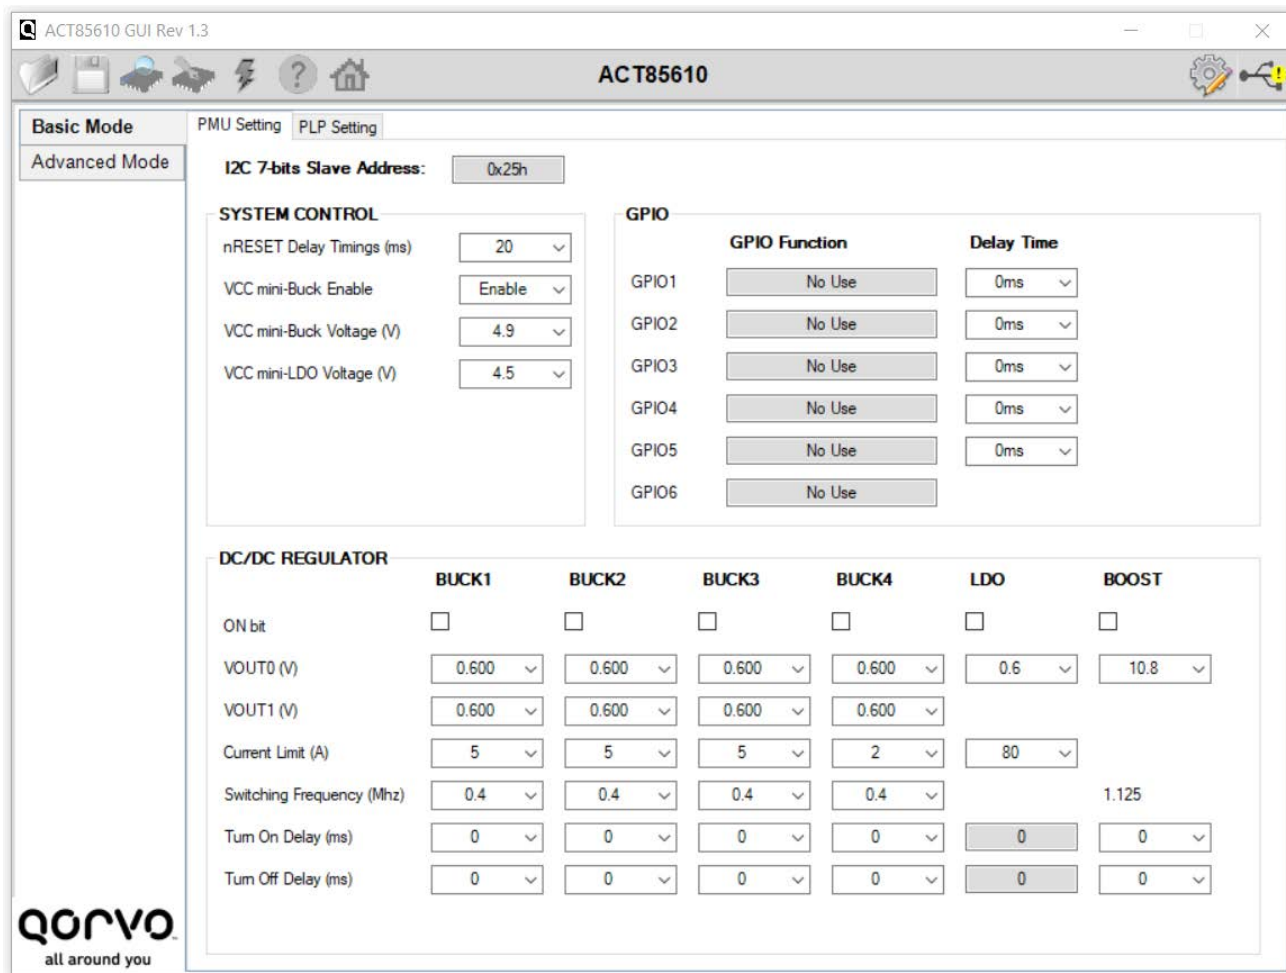 ACT85610 GUI Rev 1.3
ACT85610
Basic Mode
Advanced Mode
PMU Setting PLP Setting
I2C 7-bits Slave Address: 0x25h
SYSTEM CONTROL
nRESET Delay Timings (ms) 20
VCC mini-Buck Enable Enable
VCC mini-Buck Voltage (V) 4.9
VCC mini-LDO Voltage (V) 4.5
GPIO
GPIO Function Delay Time
GPIO1 No Use 0ms
GPIO2 No Use 0ms
GPIO3 No Use 0ms
GPIO4 No Use 0ms
GPIO5 No Use 0ms
GPIO6 No Use
DC/DC REGULATOR
BUCK1 BUCK2 BUCK3 BUCK4 LDO BOOST
ON bit
VOUT0 (V) 0.600 0.600 0.600 0.600 0.6 10.8
VOUT1 (V) 0.600 0.600 0.600 0.600
Current Limit (A) 5 5 5 2 80
Switching Frequency (Mhz) 0.4 0.4 0.4 0.4 1.125
Turn On Delay (ms) 0 0 0 0 0 0
Turn Off Delay (ms) 0 0 0 0 0 0
QORVO
all around you